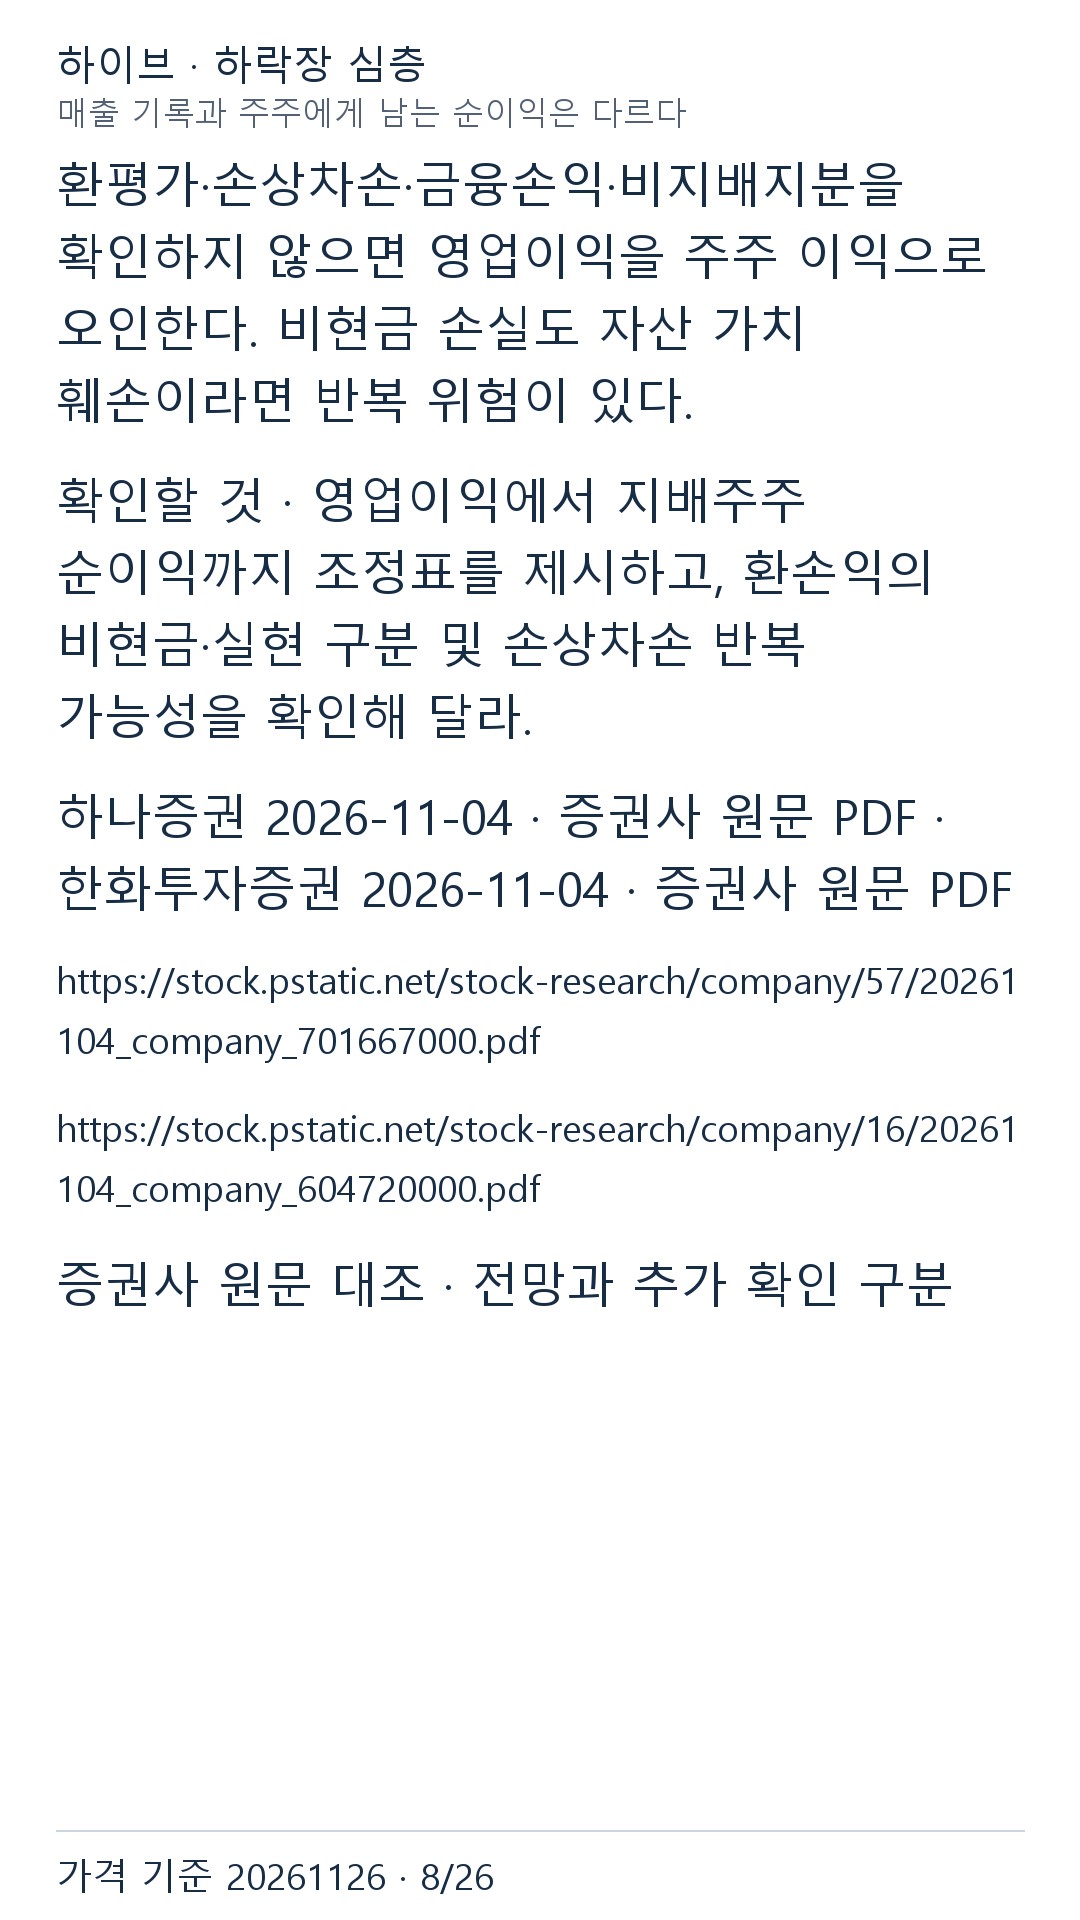 하이브 · 하락장 심층
매출 기록과 주주에게 남는 순이익은 다르다
환평가·손상차손·금융손익·비지배지분을
확인하지 않으면 영업이익을 주주 이익으로
오인한다. 비현금 손실도 자산 가치
훼손이라면 반복 위험이 있다.
확인할 것 · 영업이익에서 지배주주
순이익까지 조정표를 제시하고, 환손익의
비현금·실현 구분 및 손상차손 반복
가능성을 확인해 달라.
하나증권 2026-11-04 · 증권사 원문 PDF ·
한화투자증권 2026-11-04 · 증권사 원문 PDF
https://stock.pstatic.net/stock-research/company/57/20261
104_company_701667000.pdf
https://stock.pstatic.net/stock-research/company/16/20261
104_company_604720000.pdf
증권사 원문 대조 · 전망과 추가 확인 구분
가격 기준 20261126 · 8/26